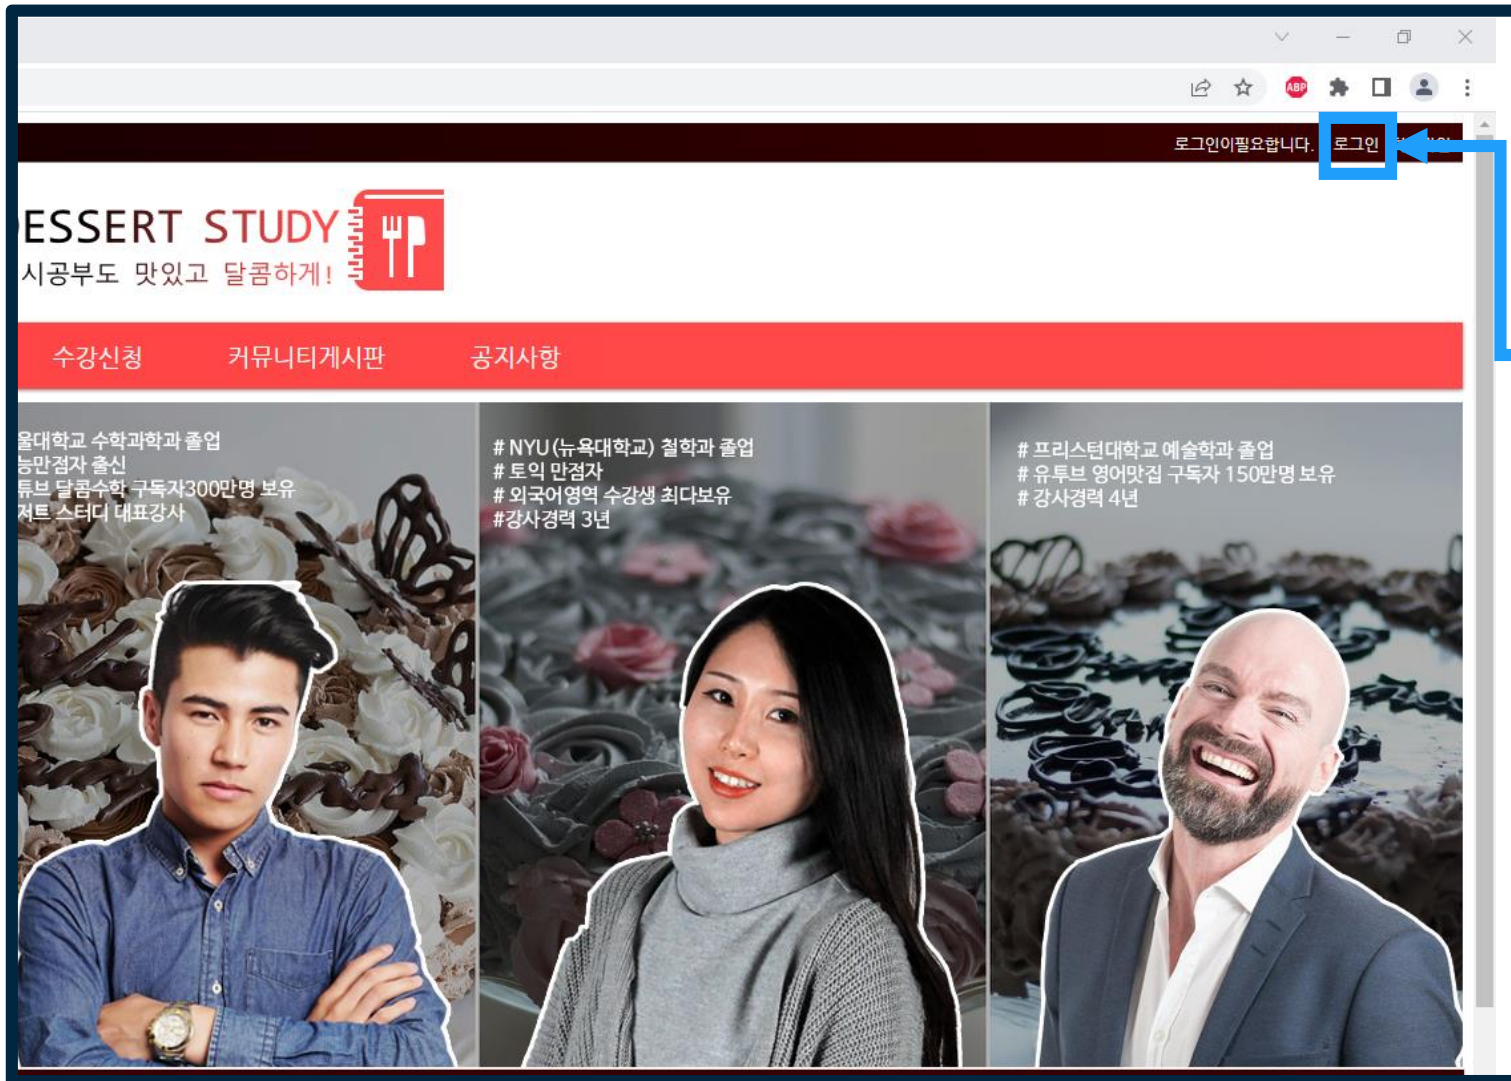 ABP
로그인이필요합니다.
로그인
ESSERT STUDY
시공부도 맛있고 달콤하게!
수강신청 커뮤니티게시판 공지사항
울대학교 수학과학과 졸업
능만점자 출신
튜브 달콤수학 구독자300만명 보유
저트 스터디 대표강사
# NYU(뉴욕대학교) 철학과 졸업
# 토익 만점자
# 외국어영역 수강생 최다보유
#강사경력 3년
# 프리스턴대학교 예술학과 졸업
# 유투브 영어맛집 구독자 150만명 보유
# 강사경력 4년